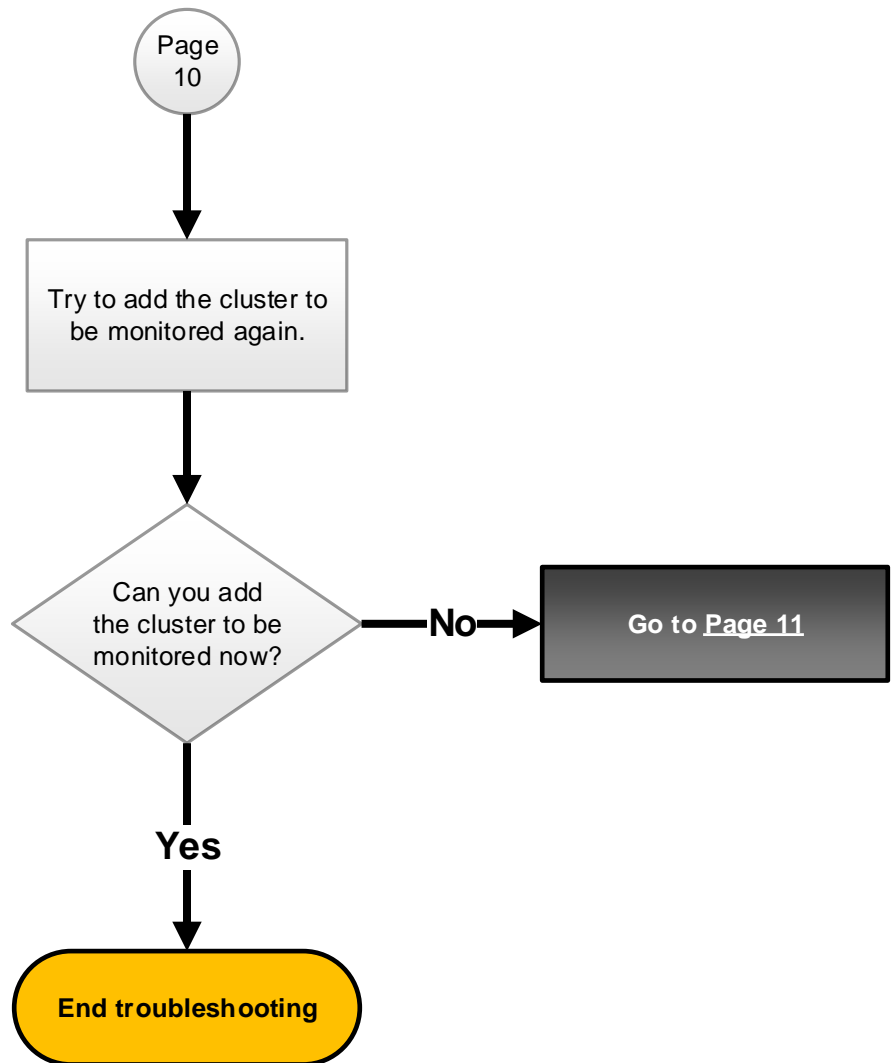 Page
10
Try to add the cluster to
be monitored again.
Can you add
the cluster to be
monitored now?
No
Go to Page 11
Yes
End troubleshooting